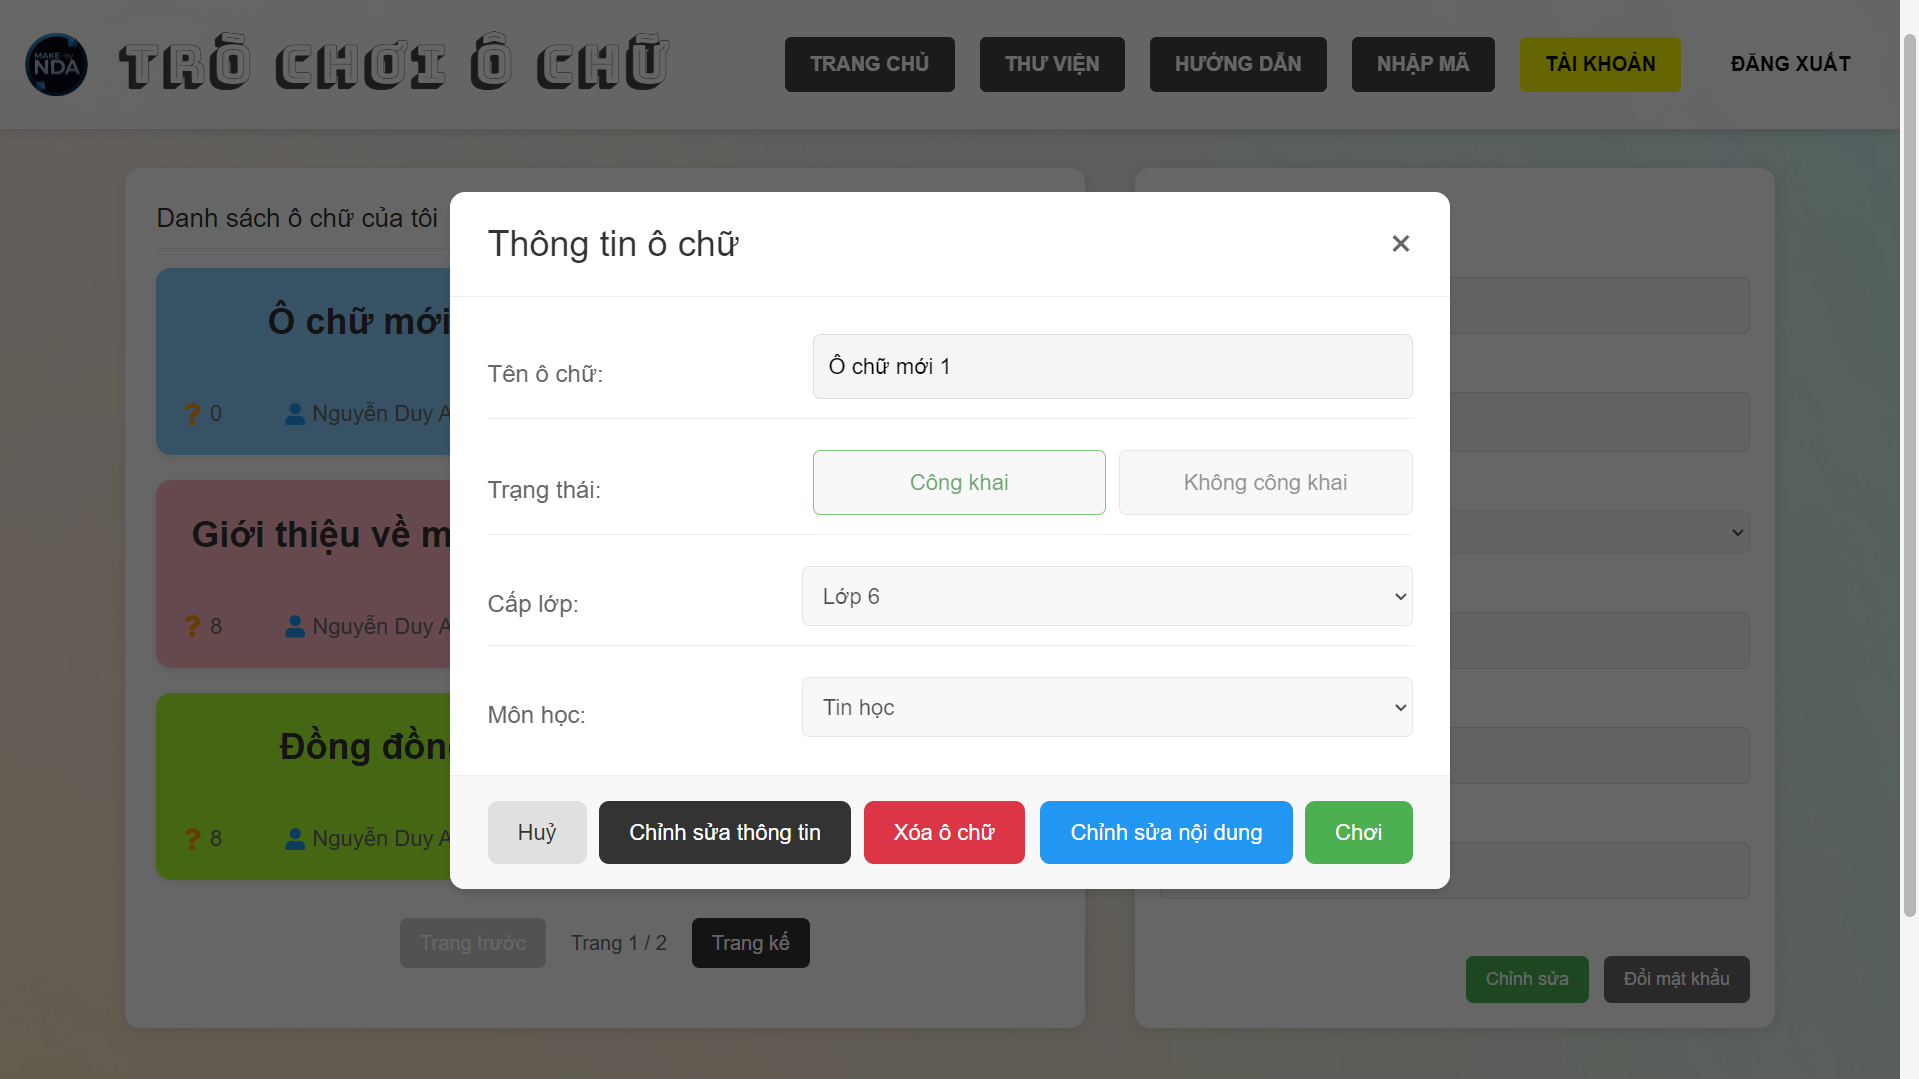 MAKE-by
NDA
TRÒ CHƠI Ô CHỮ
TRANG CHỦ
THƯ VIỆN
HƯỚNG DẪN
NHẬP MÃ
TÀI KHOẢN
ĐĂNG XUẤT
Danh sách ô chữ của tôi
Ô chữ mới
? 0
Nguyễn Duy A
Giới thiệu về m
? 8
Nguyễn Duy A
Đồng đồn
? 8
Nguyễn Duy A
Trang trước
Trang 1 / 2
Trang kế
Thông tin ô chữ
×
Tên ô chữ:
Ô chữ mới 1
Trạng thái:
Công khai
Không công khai
Cấp lớp:
Lớp 6
Môn học:
Tin học
Huỷ
Chỉnh sửa thông tin
Xóa ô chữ
Chỉnh sửa nội dung
Chơi
Chỉnh sửa
Đổi mật khẩu